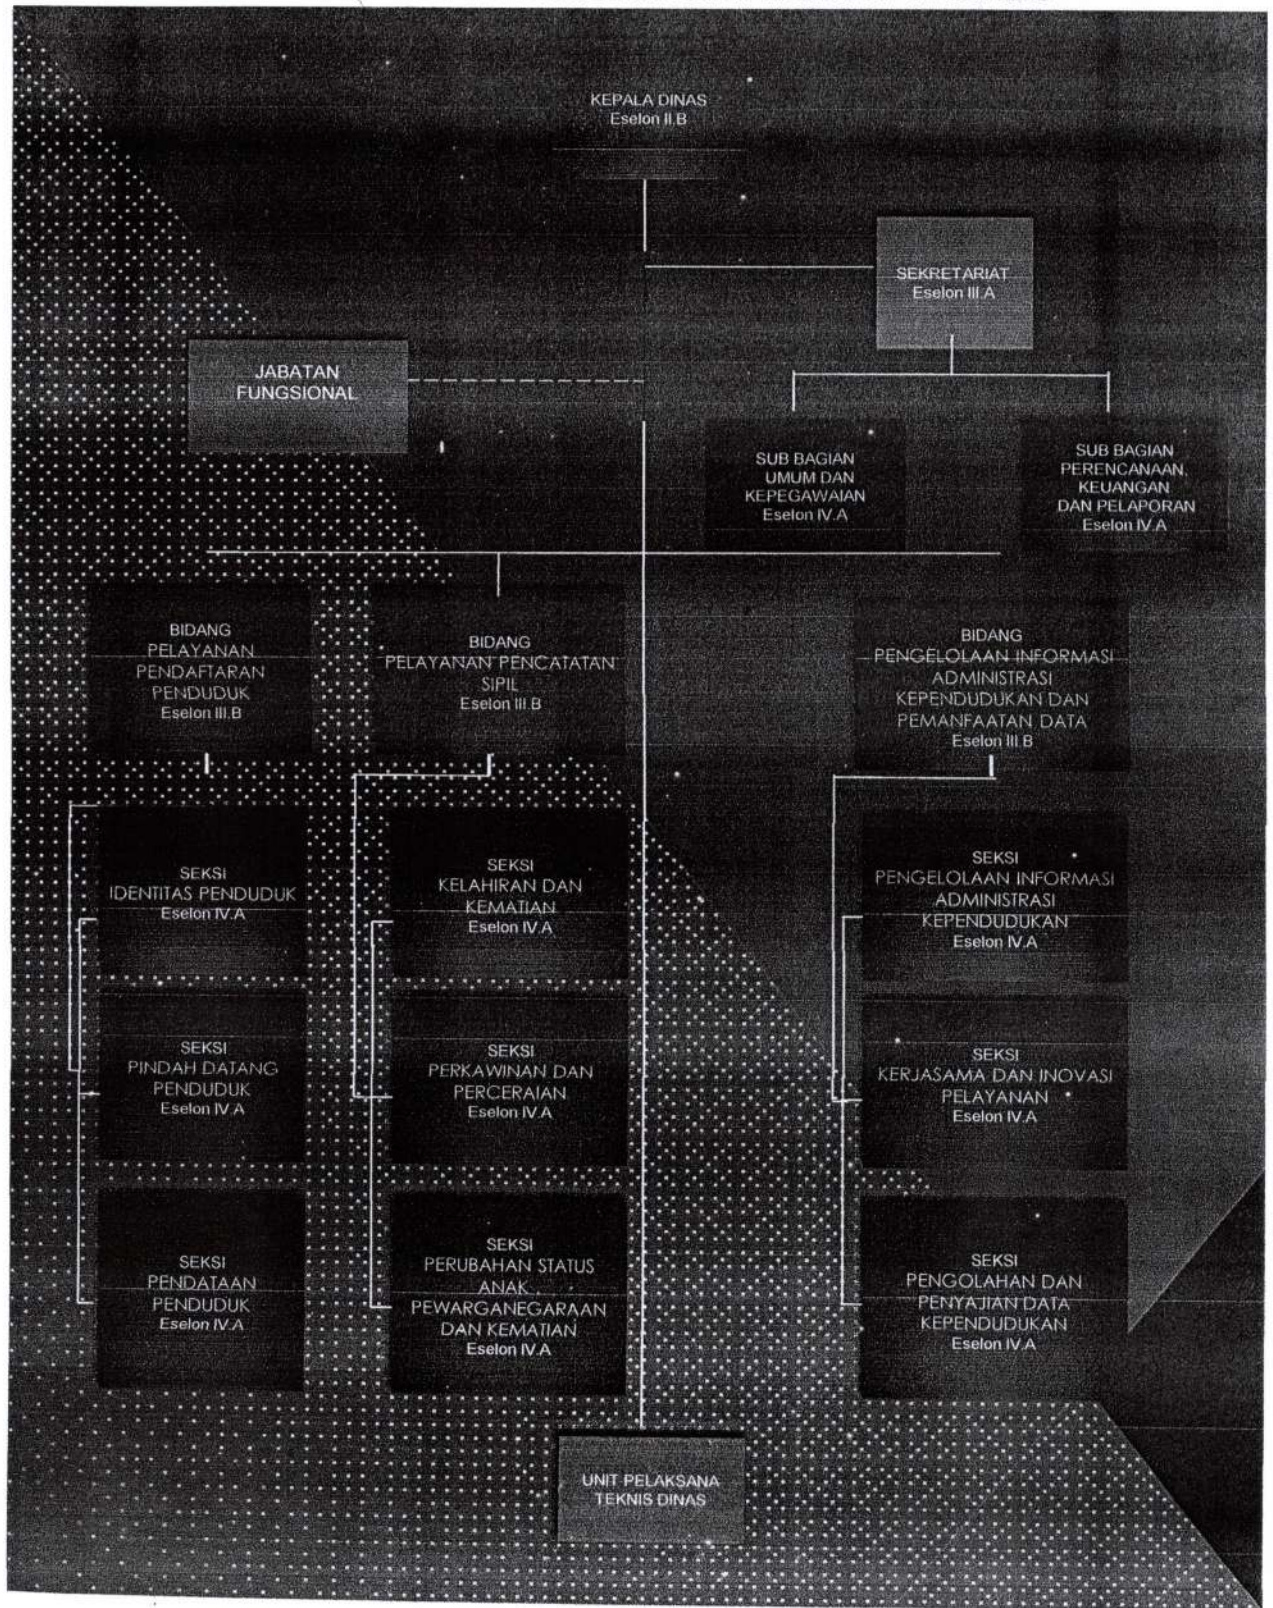 KEPALA DINAS
Eselon II.B
SEKRETARIAT
Eselon III.A
JABATAN
FUNGSIONAL
SUB BAGIAN
UMUM DAN
KEPEGAWAIAN
Eselon IV.A
SUB BAGIAN
PERENCANAAN,
KEUANGAN
DAN PELAPORAN
Eselon IV.A
BIDANG
PELAYANAN
PENDAFTARAN
PENDUDUK
Eselon III.B
BIDANG
PELAYANAN PENCATATAN
SIPIL
Eselon III.B
BIDANG
PENGELOLAAN INFORMASI
ADMINISTRASI
KEPENDUDUKAN DAN
PEMANFAATAN DATA
Eselon III.B
SEKSI
IDENTITAS PENDUDUK
Eselon IV.A
SEKSI
KELAHIRAN DAN
KEMATIAN
Eselon IV.A
SEKSI
PENGELOLAAN INFORMASI
ADMINISTRASI
KEPENDUDUKAN
Eselon IV.A
SEKSI
PINDAH DATANG
PENDUDUK
Eselon IV.A
SEKSI
PERKAWINAN DAN
PERCERAIAN
Eselon IV.A
SEKSI
KERJASAMA DAN INOVASI
PELAYANAN
Eselon IV.A
SEKSI
PENDATAAN
PENDUDUK
Eselon IV.A
SEKSI
PERUBAHAN STATUS
ANAK
PEWARGANEGARAAN
DAN KEMATIAN
Eselon IV.A
SEKSI
PENGOLAHAN DAN
PENYAJIAN DATA
KEPENDUDUKAN
Eselon IV.A
UNIT PELAKSANA
TEKNIS DINAS